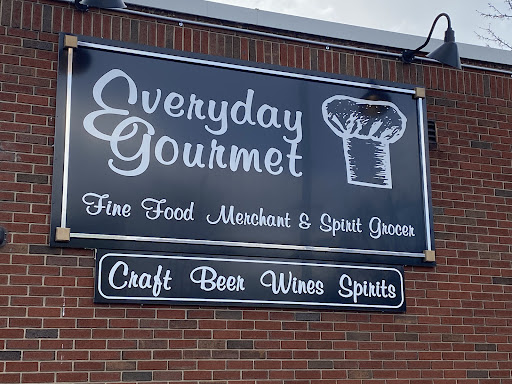 Everyday
Gourmet
Fine Food Merchant & Spirit Grocer
Craft Beer Wines Spirits